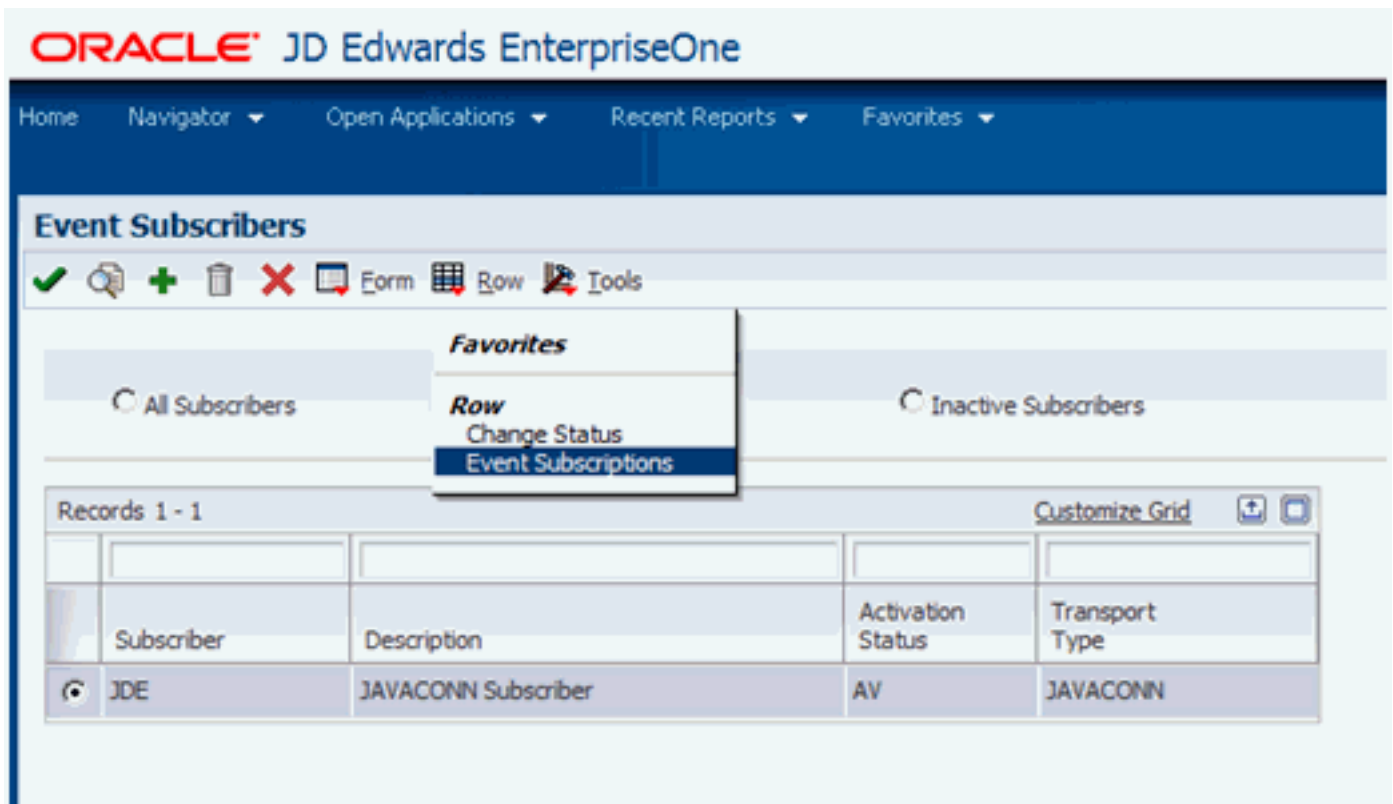 ORACLE JD Edwards EnterpriseOne
Home Navigator Open Applications Recent Reports Favorites
Event Subscribers
Form Row Tools
Favorites
All Subscribers
Row
Inactive Subscribers
Change Status
Event Subscriptions
Records 1 - 1 Customize Grid
Subscriber Description Activation Status Transport Type
JDE JAVACONN Subscriber AV JAVACONN